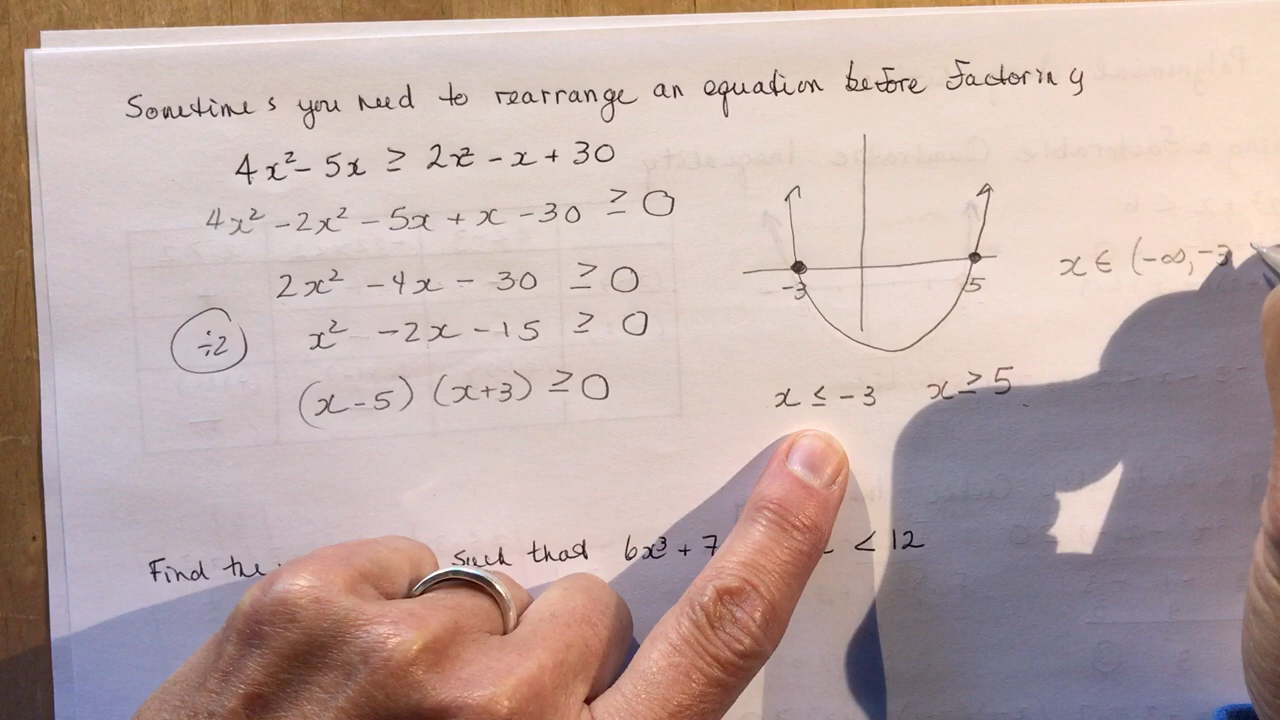 Sometimes you need to rearrange an equation before factoring
4x² - 5x ≥ 2x² - x + 30
4x² - 2x² - 5x + x - 30 ≥ 0
2x² - 4x - 30 ≥ 0
÷2 x² - 2x - 15 ≥ 0
(x-5) (x+3) ≥ 0
-3 5
x ≤ -3 x ≥ 5
x ∈ (-∞, -3
Find the such that 6x³ + 7 < 12